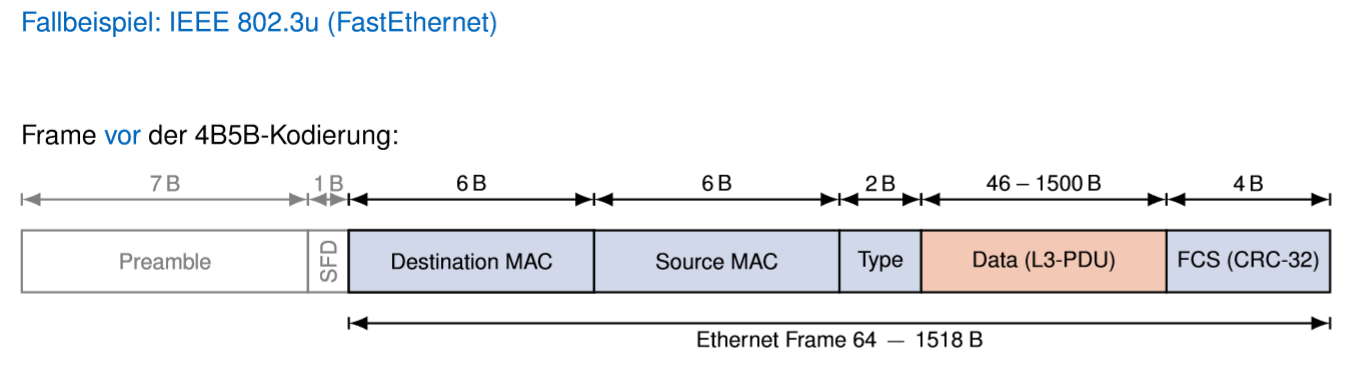 Fallbeispiel: IEEE 802.3u (FastEthernet)
Frame vor der 4B5B-Kodierung:
7 B 1 B 6 B 6 B 2 B 46 – 1500 B 4 B
Preamble SFD Destination MAC Source MAC Type Data (L3-PDU) FCS (CRC-32)
Ethernet Frame 64 — 1518 B